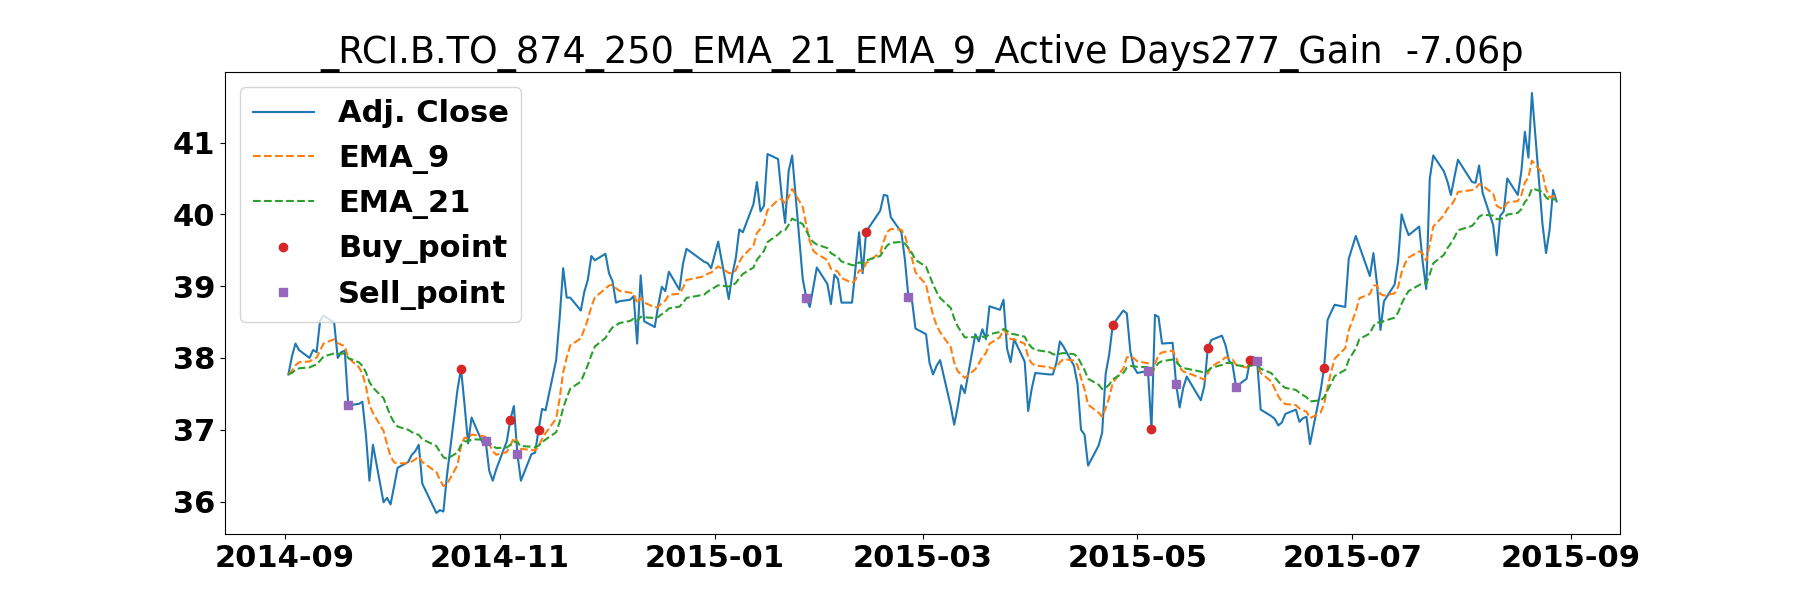 _RCI.B.TO_874_250_EMA_21_EMA_9_Active Days277_Gain  -7.06p
Adj. Close
EMA_9
EMA_21
Buy_point
Sell_point
41
40
39
38
37
36
2014-09 2014-11 2015-01 2015-03 2015-05 2015-07 2015-09